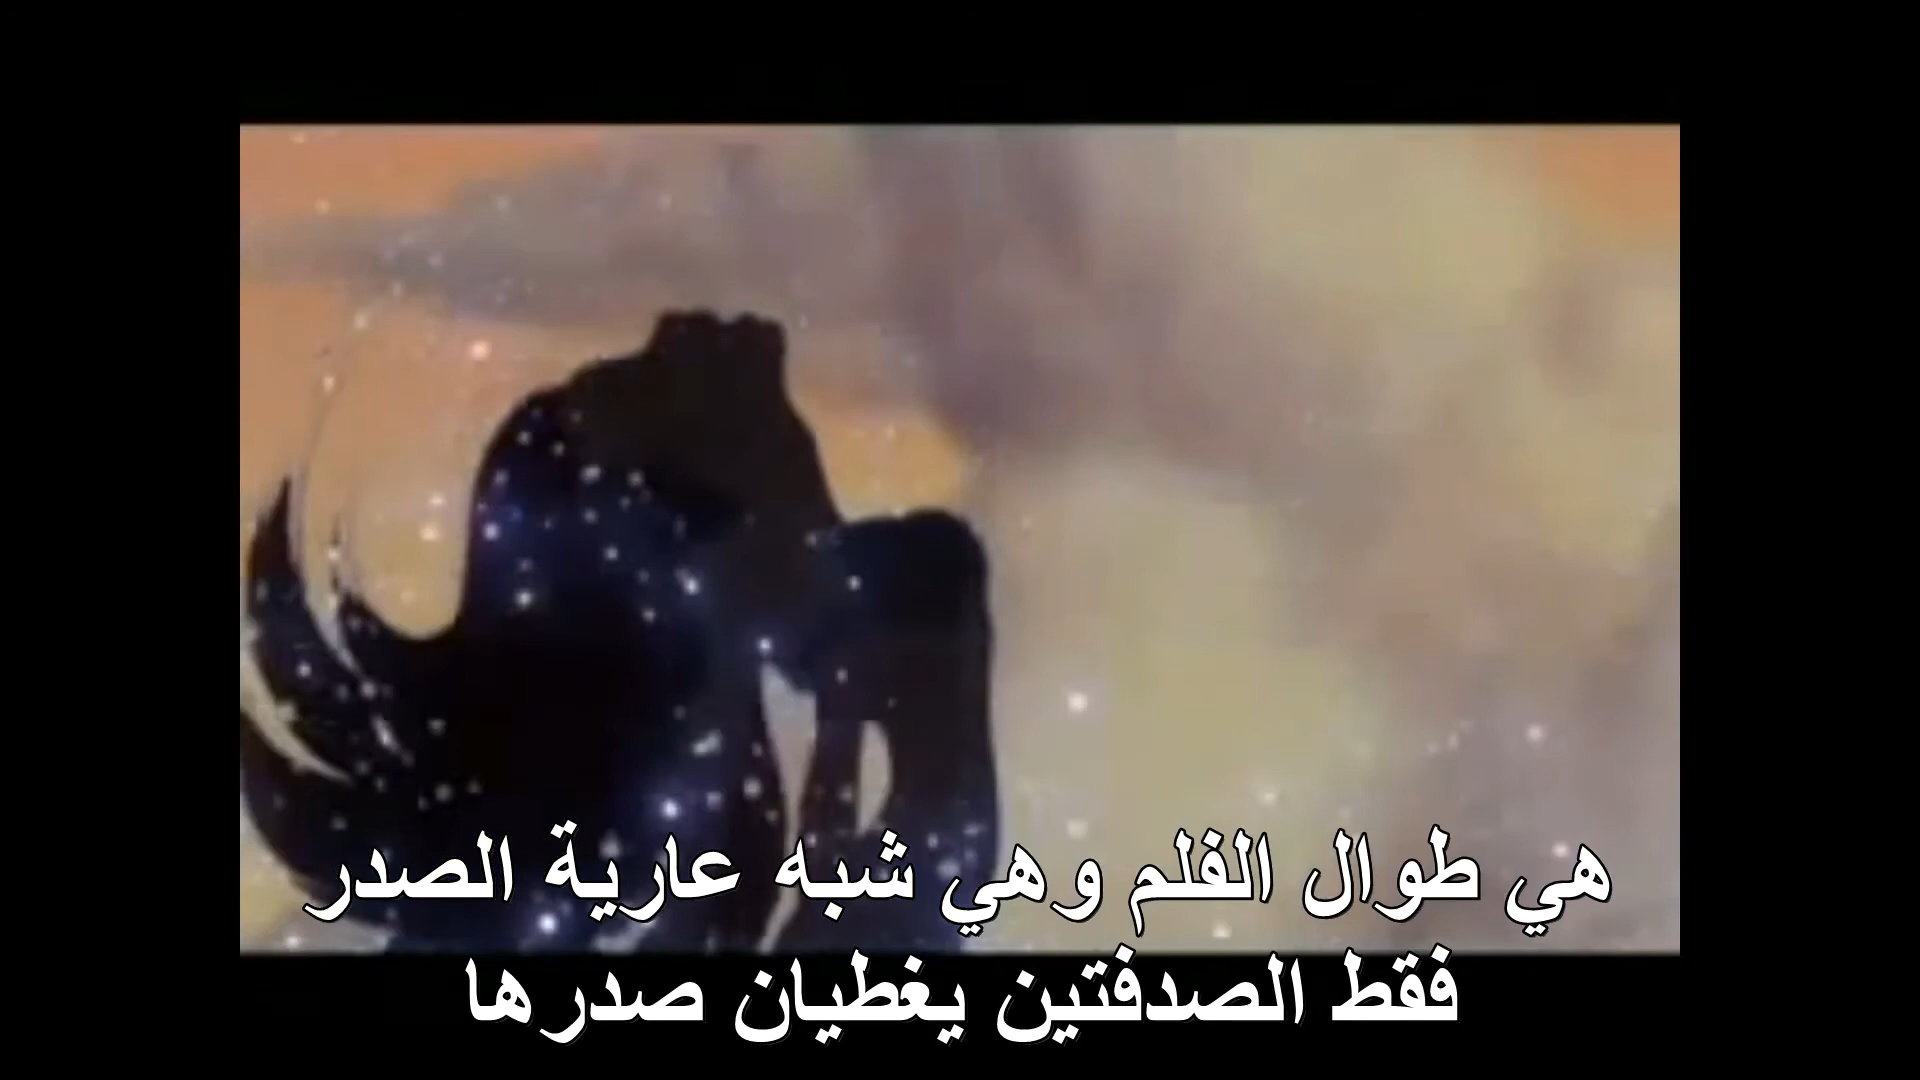 هي طوال الفلم وهي شبه عارية الصدر
فقط الصدفتين يغطيان صدرها